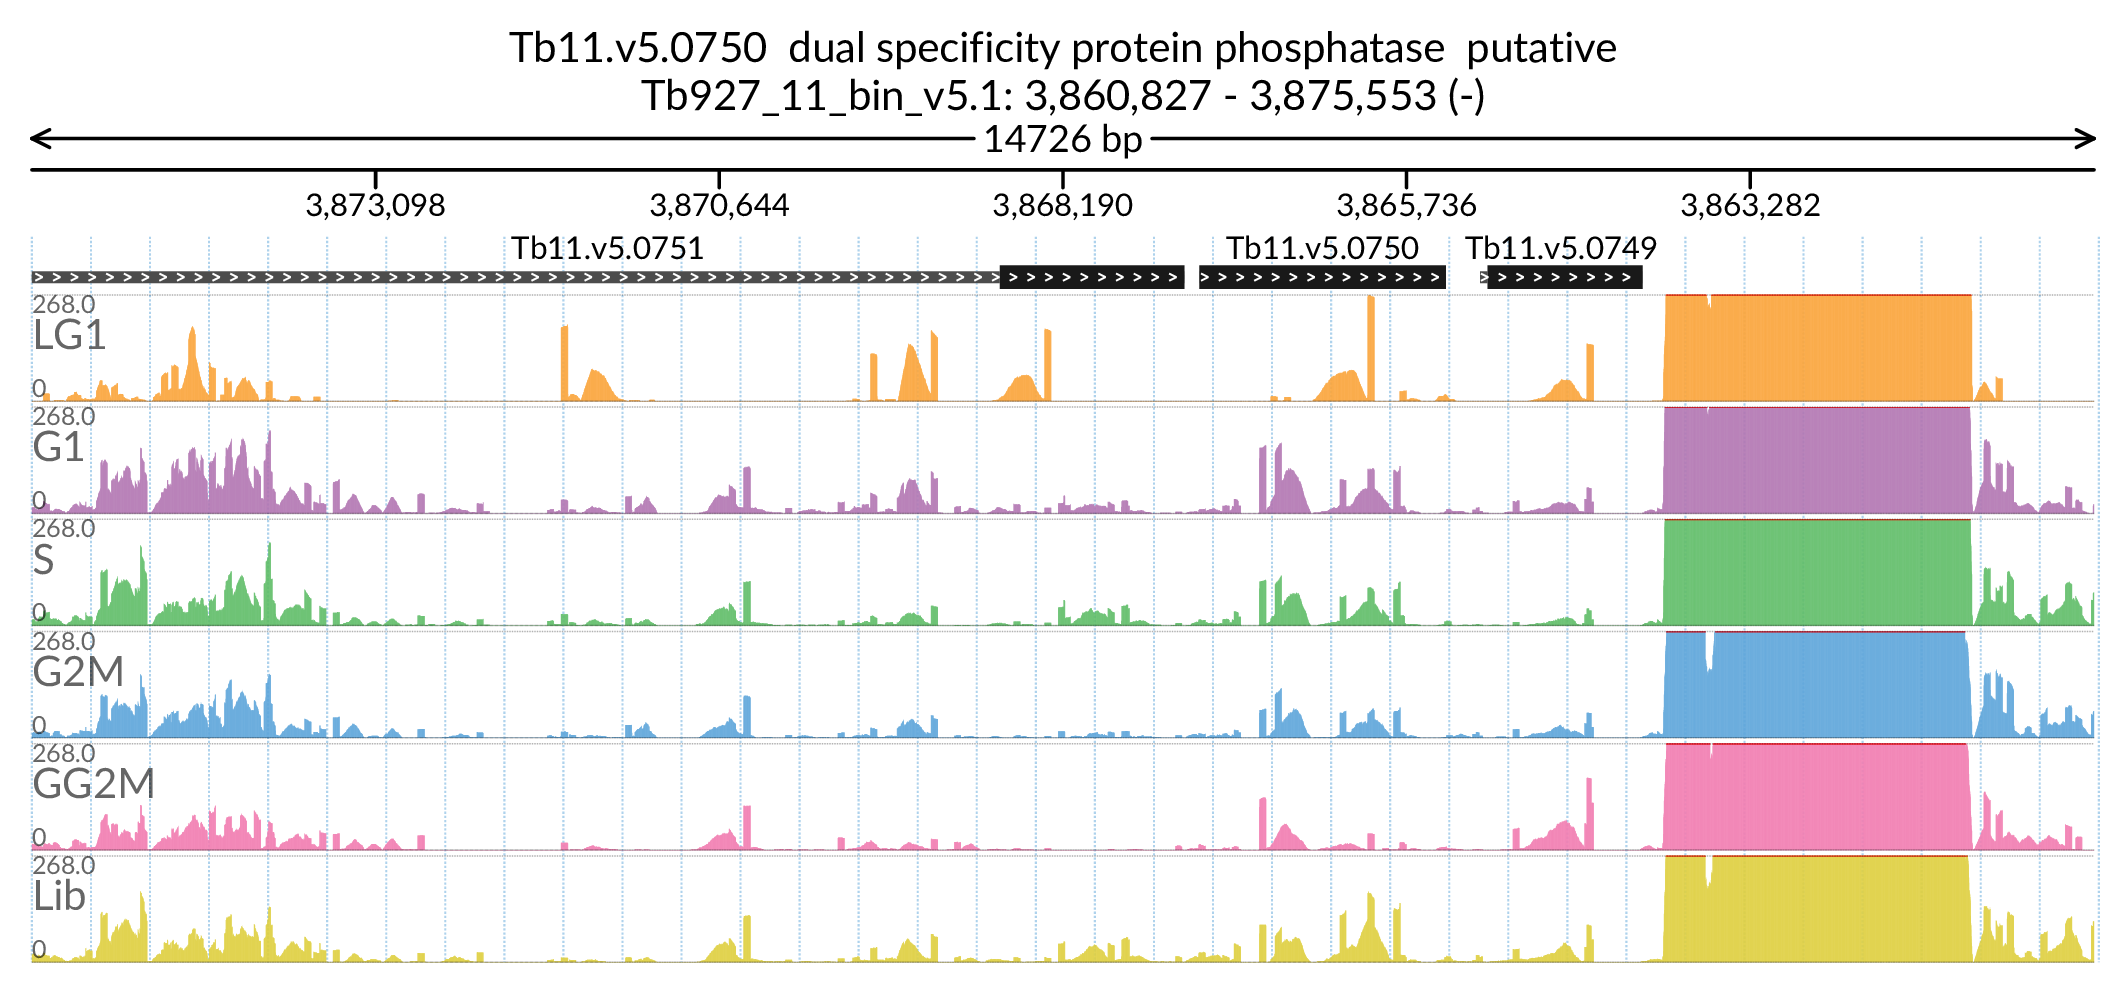 Tb11.v5.0750 dual specificity protein phosphatase putative
Tb927_11_bin_v5.1: 3,860,827 - 3,875,553 (-)
14726 bp
3,873,098 3,870,644 3,868,190 3,865,736 3,863,282
Tb11.v5.0751 Tb11.v5.0750 Tb11.v5.0749
268.0
LG1
0
268.0
G1
0
268.0
S
0
268.0
G2M
0
268.0
GG2M
0
268.0
Lib
0